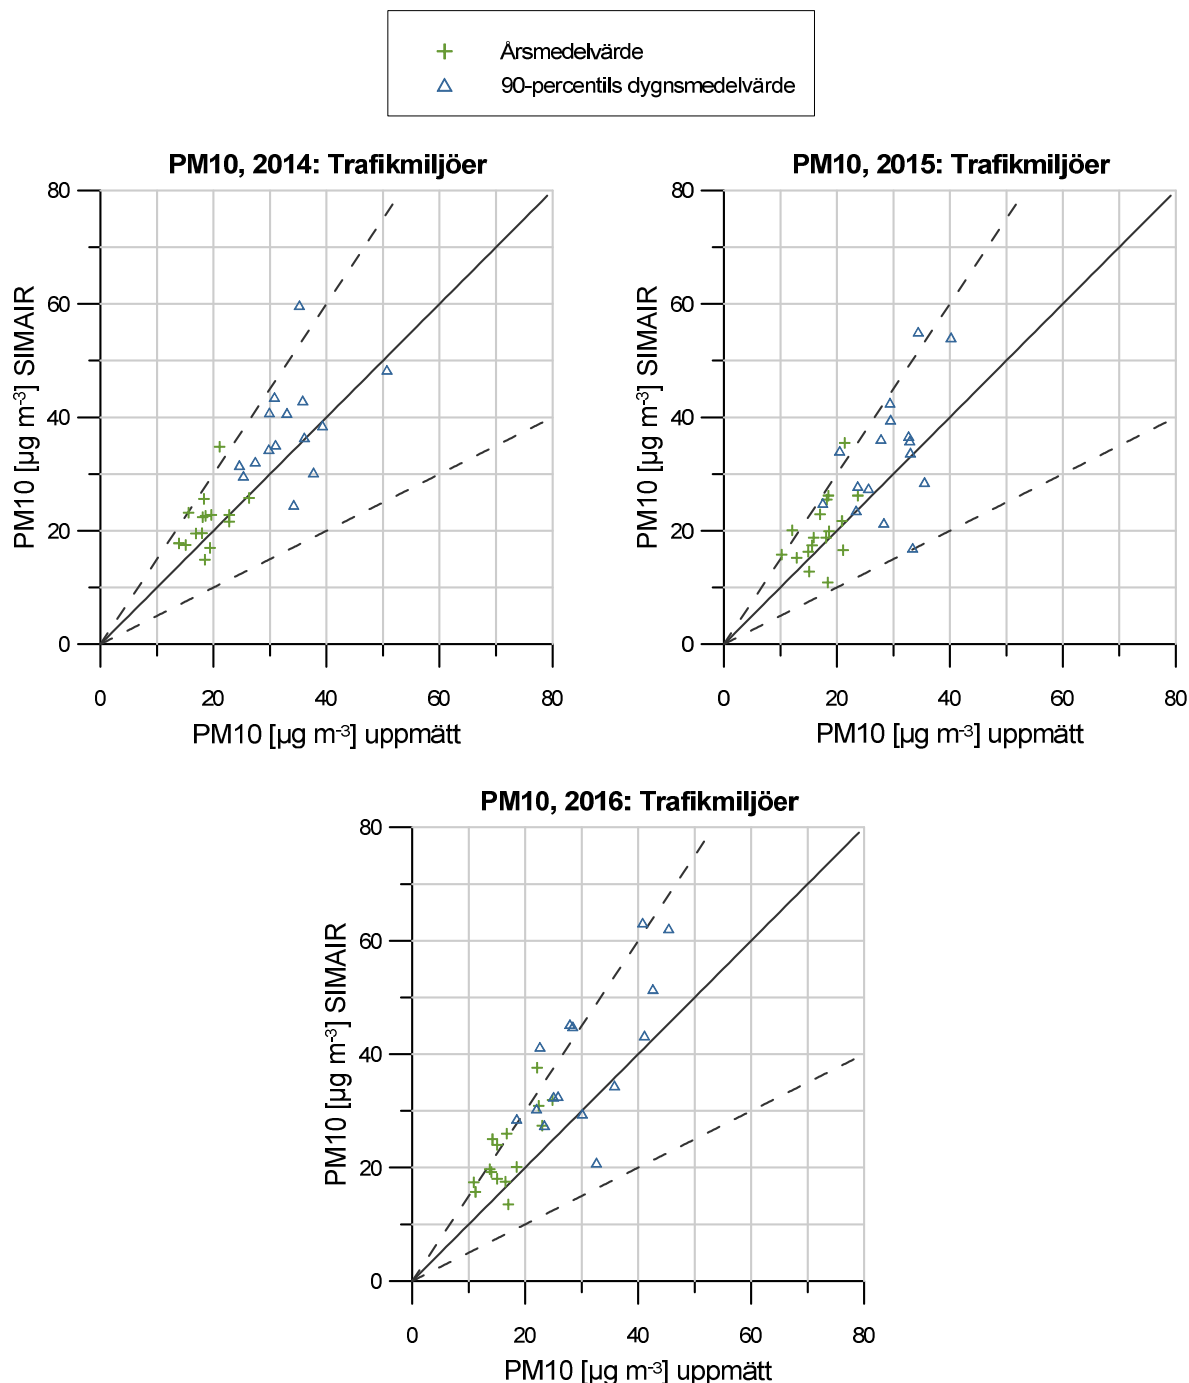 Årsmedelvärde
90-percentils dygnsmedelvärde
PM10, 2014: Trafikmiljöer
80
60
40
20
0
PM10 [µg m-3] SIMAIR
0 20 40 60 80
PM10 [µg m-3] uppmätt
PM10, 2015: Trafikmiljöer
80
60
40
20
0
PM10 [µg m-3] SIMAIR
0 20 40 60 80
PM10 [µg m-3] uppmätt
PM10, 2016: Trafikmiljöer
80
60
40
20
0
PM10 [µg m-3] SIMAIR
0 20 40 60 80
PM10 [µg m-3] uppmätt